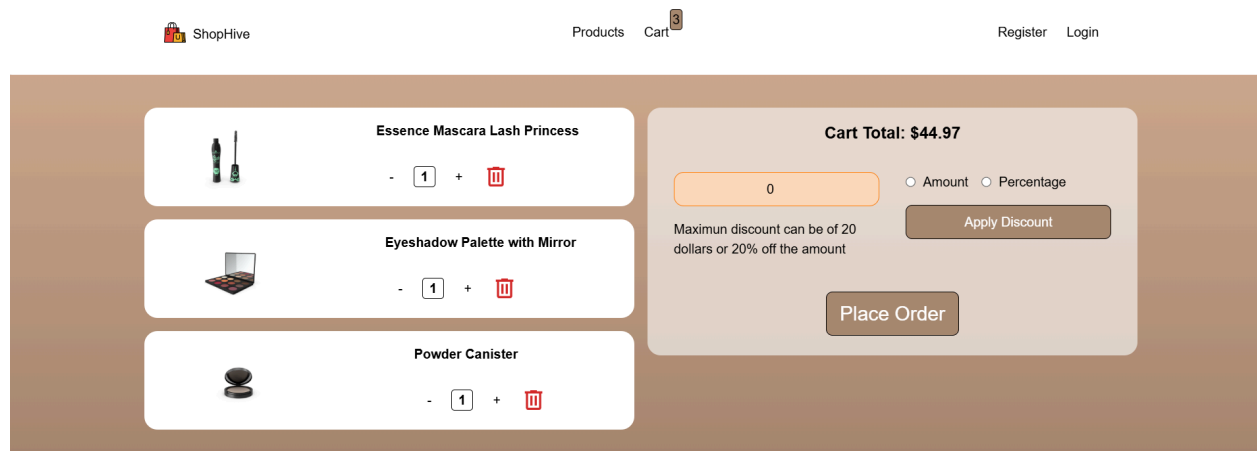 ShopHive
Products
Cart
3
Register
Login
Essence Mascara Lash Princess
- 1 +
Eyeshadow Palette with Mirror
- 1 +
Powder Canister
- 1 +
Cart Total: $44.97
0
Amount
Percentage
Maximun discount can be of 20
dollars or 20% off the amount
Apply Discount
Place Order